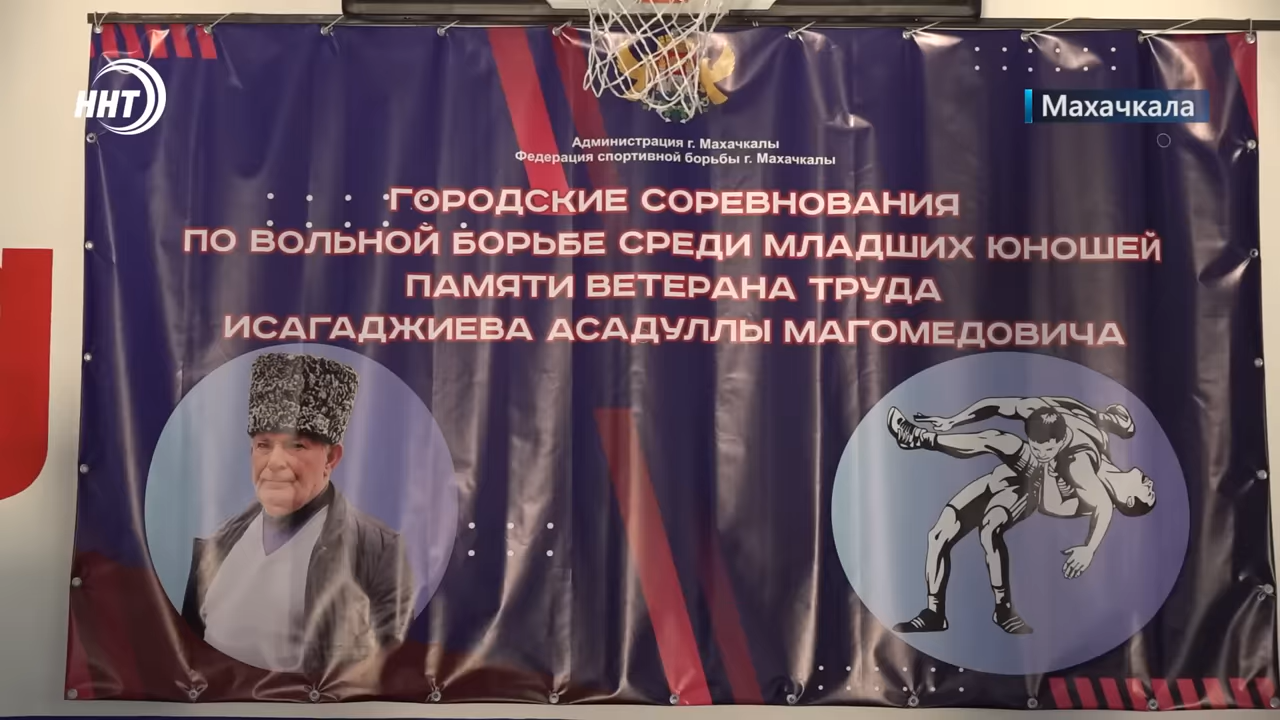 ННТ
Махачкала
Администрация г. Махачкалы
Федерация спортивной борьбы г. Махачкалы
ГОРОДСКИЕ СОРЕВНОВАНИЯ
ПО ВОЛЬНОЙ БОРЬБЕ СРЕДИ МЛАДШИХ ЮНОШЕЙ
ПАМЯТИ ВЕТЕРАНА ТРУДА
ИСАГАДЖИЕВА АСАДУЛЛЫ МАГОМЕДОВИЧА